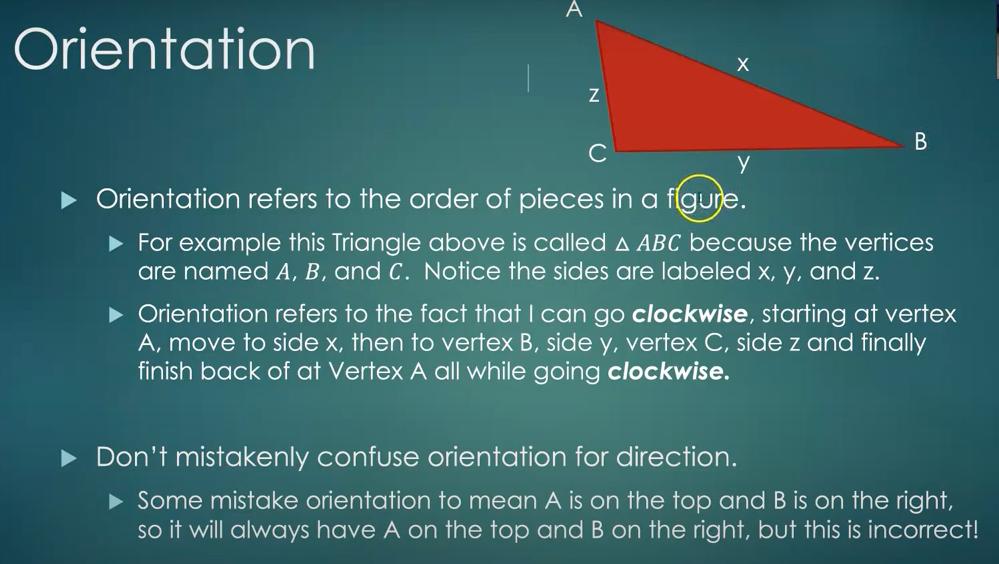 Orientation
A
x
z
B
C
y
Orientation refers to the order of pieces in a figure.
For example this Triangle above is called △ ABC because the vertices
are named A, B, and C. Notice the sides are labeled x, y, and z.
Orientation refers to the fact that I can go clockwise, starting at vertex
A, move to side x, then to vertex B, side y, vertex C, side z and finally
finish back of at Vertex A all while going clockwise.
Don't mistakenly confuse orientation for direction.
Some mistake orientation to mean A is on the top and B is on the right,
so it will always have A on the top and B on the right, but this is incorrect!